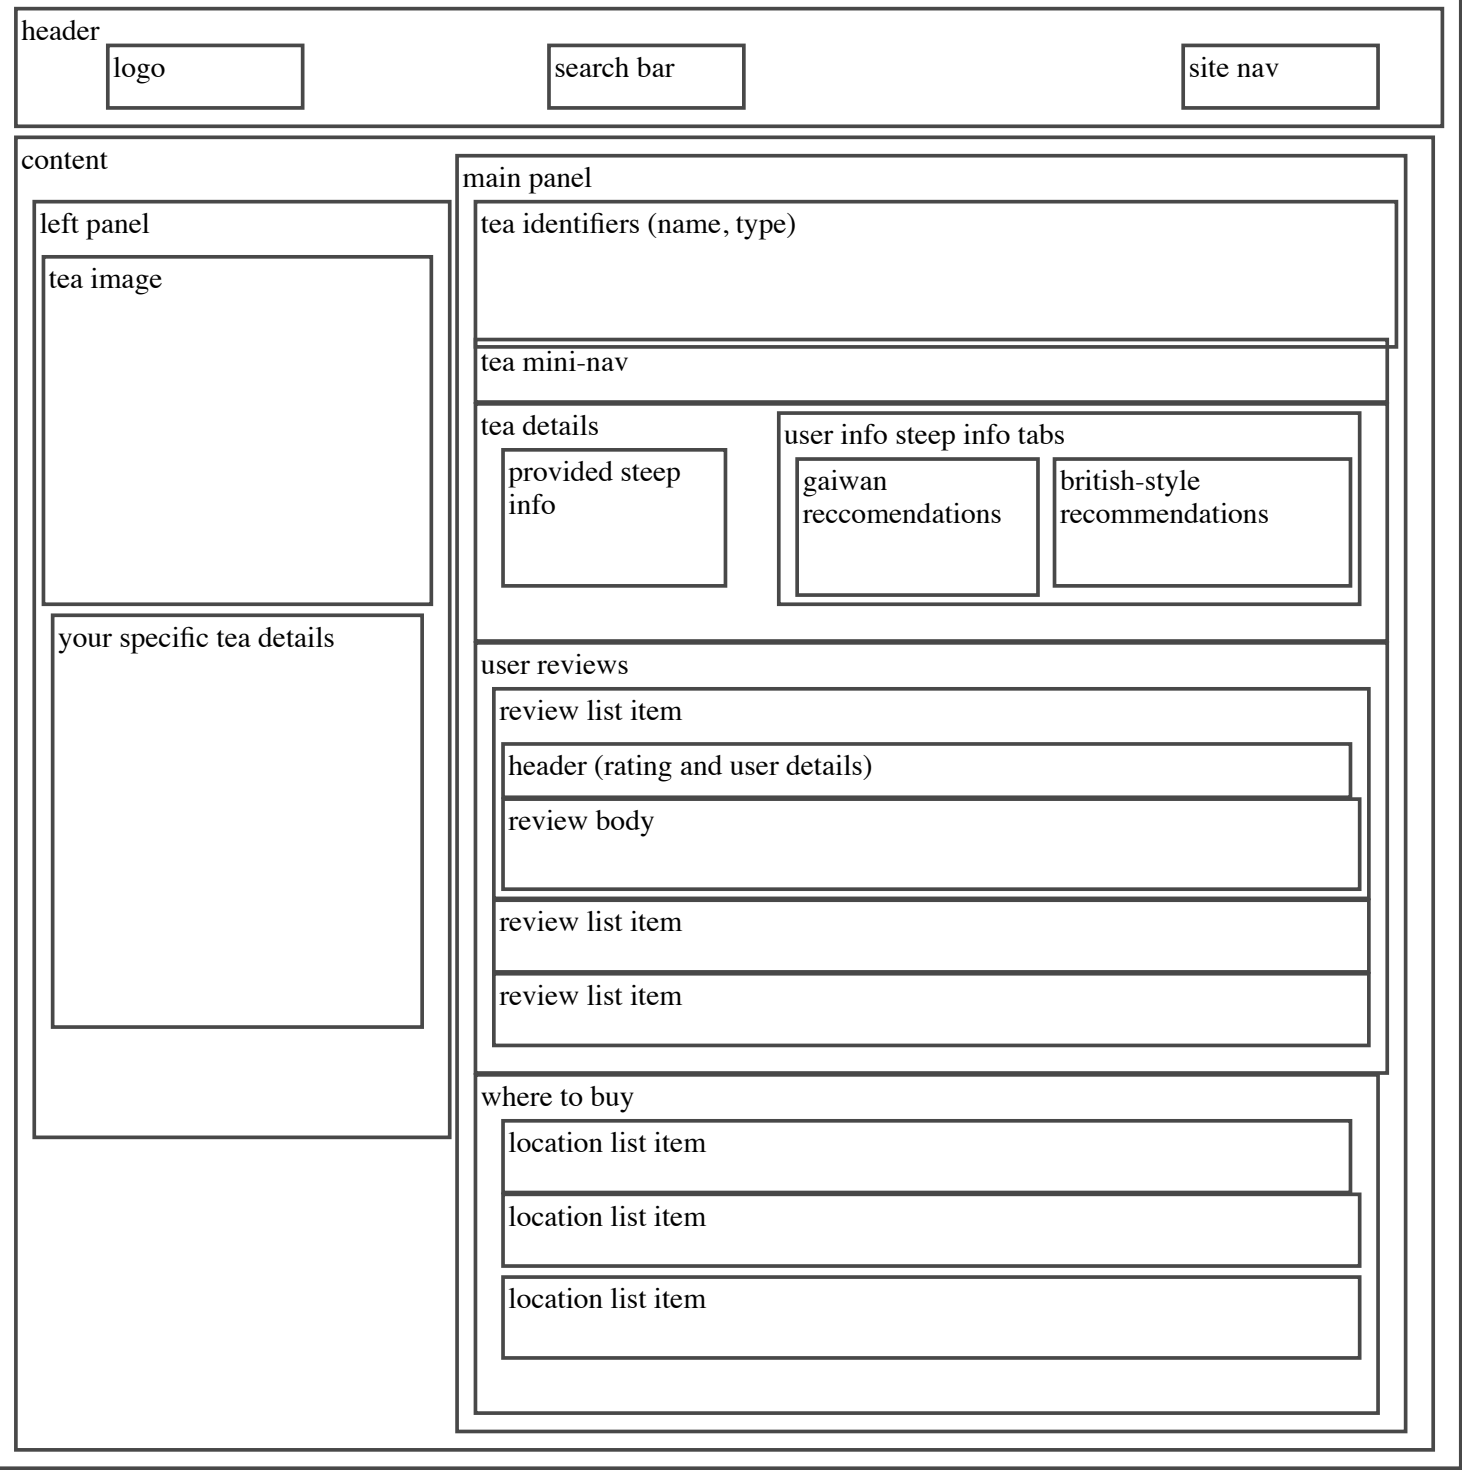 header
logo
search bar
site nav
content
left panel
tea image
your specific tea details
main panel
tea identifiers (name, type)
tea mini-nav
tea details
provided steep
info
user info steep info tabs
gaiwan
reccomendations
british-style
recommendations
user reviews
review list item
header (rating and user details)
review body
review list item
review list item
where to buy
location list item
location list item
location list item